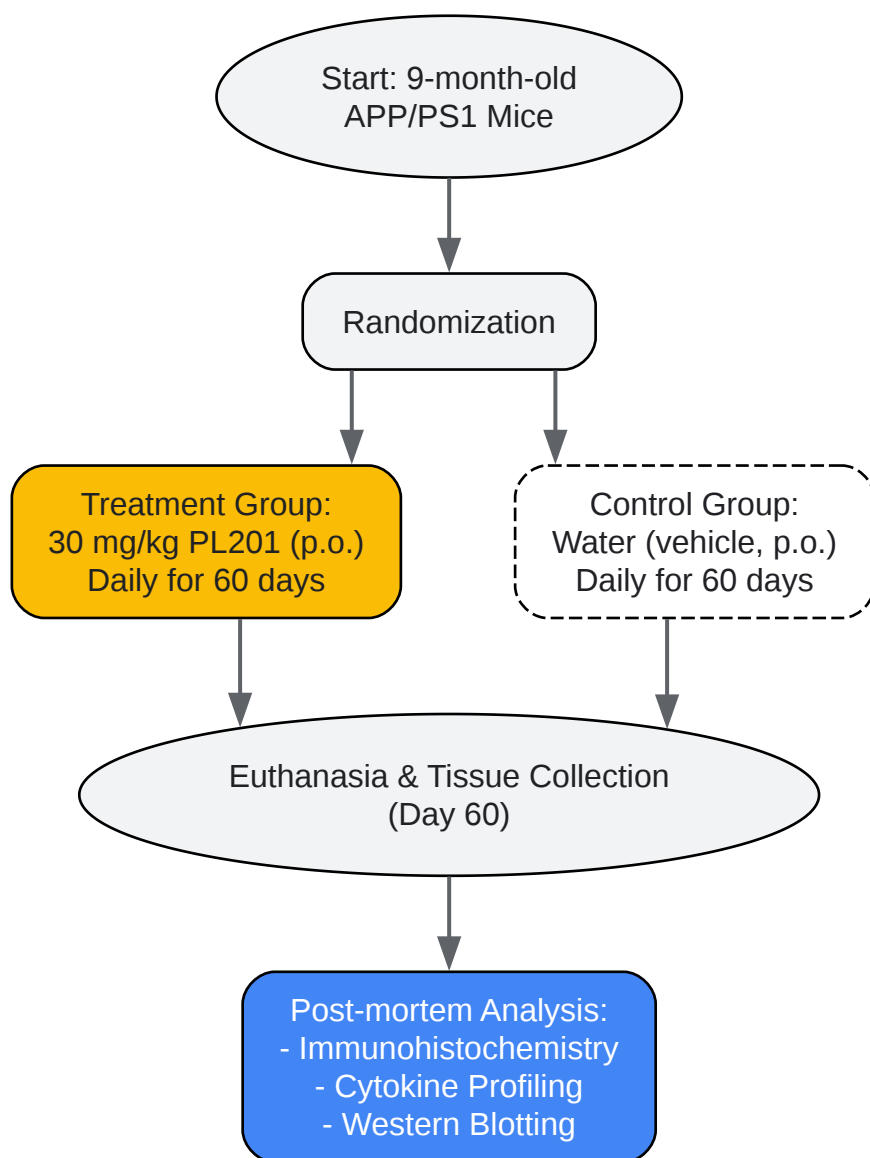 Start: 9-month-old
APP/PS1 Mice
Randomization
Treatment Group:
30 mg/kg PL201 (p.o.)
Daily for 60 days
Control Group:
Water (vehicle, p.o.)
Daily for 60 days
Euthanasia & Tissue Collection
(Day 60)
Post-mortem Analysis:
- Immunohistochemistry
- Cytokine Profiling
- Western Blotting